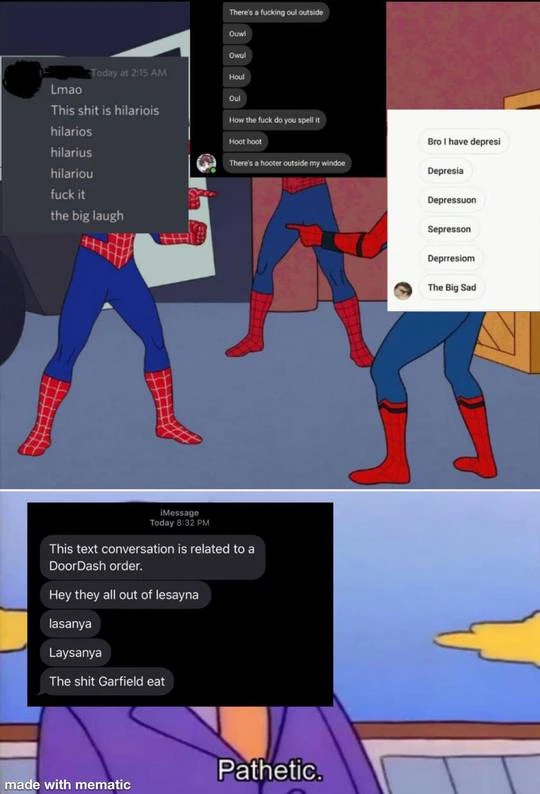 Today at 2:15 AM
Lmao
This shit is hilariois
hilarios
hilarius
hilariou
fuck it
the big laugh
There's a fucking oul outside
Ouwl
Owul
Houl
Oul
How the fuck do you spell it
Hoot hoot
There's a hooter outside my windoe
Bro I have depresi
Depresia
Depressuon
Sepresson
Deprresiom
The Big Sad
iMessage
Today 8:32 PM
This text conversation is related to a
DoorDash order.
Hey they all out of lesayna
lasanya
Laysanya
The shit Garfield eat
Pathetic.
made with mematic